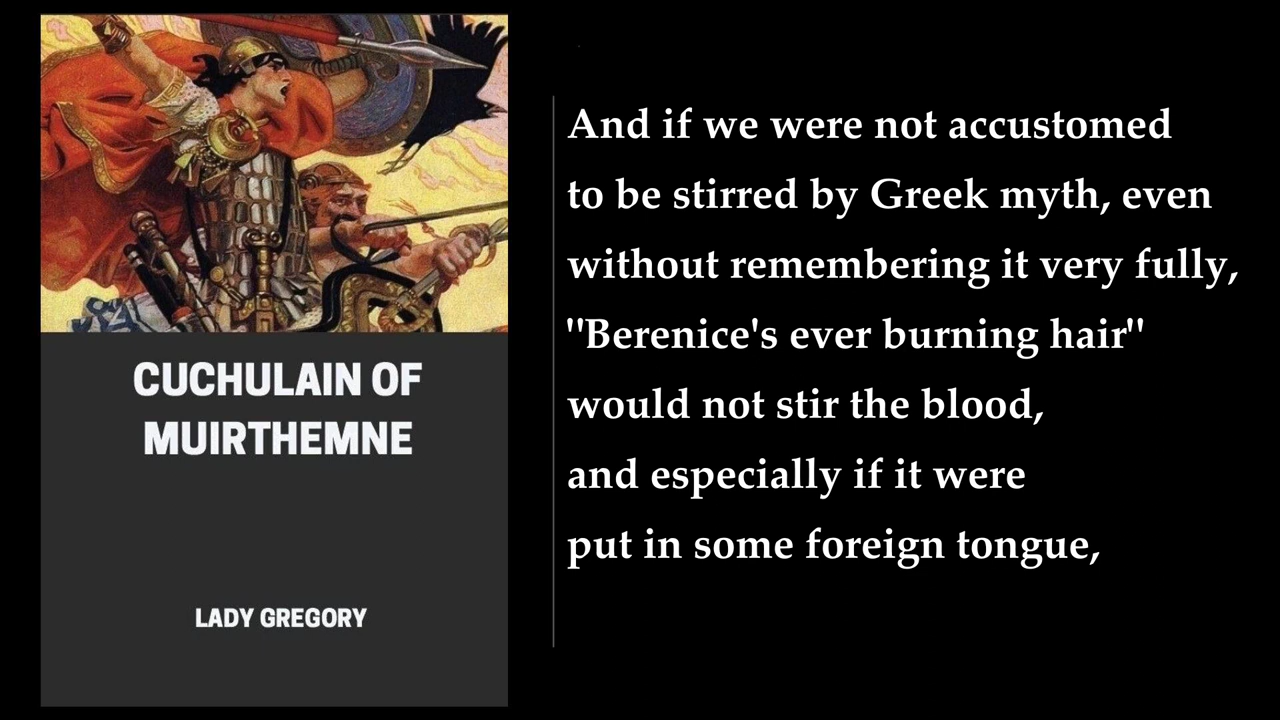 CUCHULAIN OF
MUIRTHEMNE
LADY GREGORY
And if we were not accustomed
to be stirred by Greek myth, even
without remembering it very fully,
"Berenice's ever burning hair"
would not stir the blood,
and especially if it were
put in some foreign tongue,